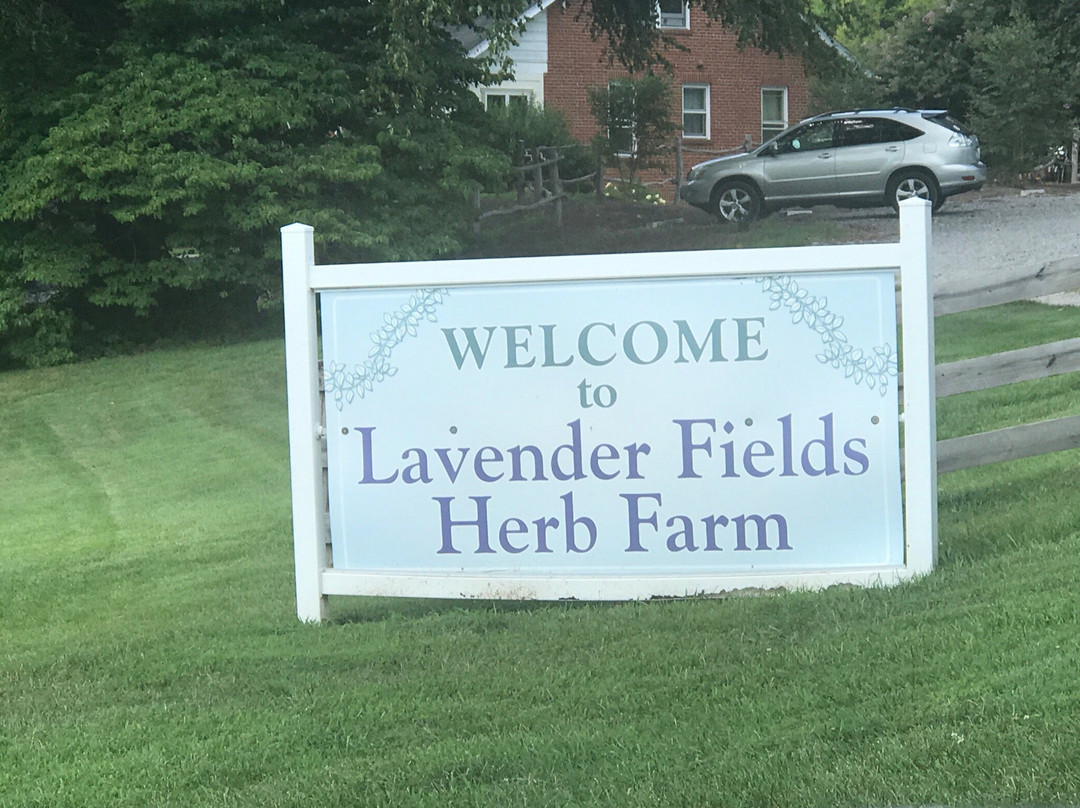 WELCOME
to
Lavender Fields
Herb Farm